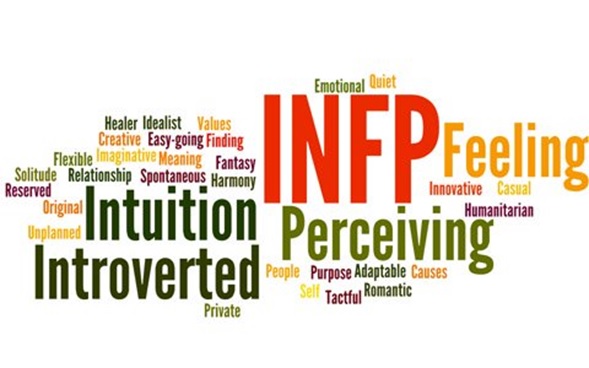 Emotional Quiet
Healer Idealist Values
Creative Easy-going Finding
INFP
Feeling
Flexible Imaginative Meaning Fantasy
Solitude Relationship Spontaneous Harmony
Reserved
Innovative Casual
Original
Intuition
Humanitarian
Unplanned
Perceiving
Introverted
People Purpose Adaptable Causes
Self Tactful Romantic
Private